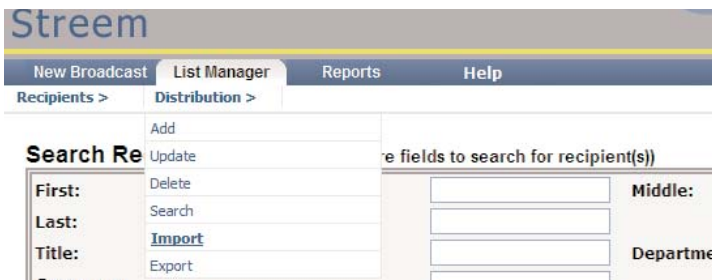 Streem
New Broadcast List Manager Reports Help
Recipients > Distribution >
Add
Search Re e fields to search for recipient(s))
Update
First: Delete Middle:
Search
Last:
Import
Title: Departme
Export